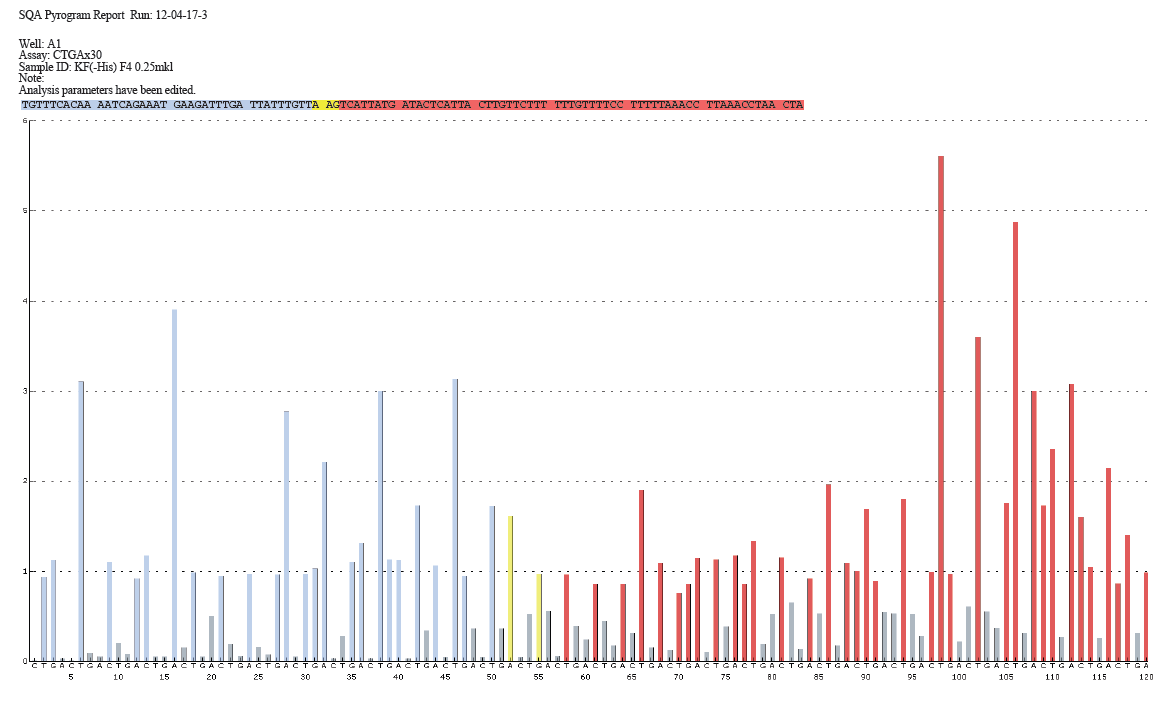 SQA Pyrogram Report Run: 12-04-17-3
Well: A1
Assay: CTGAx30
Sample ID: KF(-His) F4 0.25mkl
Note:
Analysis parameters have been edited.
TGTTTCACAA AATCAGAAAT GAAGATTTGA TTATTTGTTA AGTCATTATG ATACTCATTA CTTGTTCTTT TTTGTTTTCC TTTTTAAACC TTAAACCTAA CTA
6
5
4
3
2
1
0
C T G A C T G A C T G A C T G A C T G A C T G A C T G A C T G A C T G A C T G A C T G A C T G A C T G A C T G A C T G A C T G A C T G A C T G A C T G A C T G A C T G A C T G A C T G A C T G A C T G A C T G A C T G A C T G A C T G A C T G A
5 10 15 20 25 30 35 40 45 50 55 60 65 70 75 80 85 90 95 100 105 110 115 120